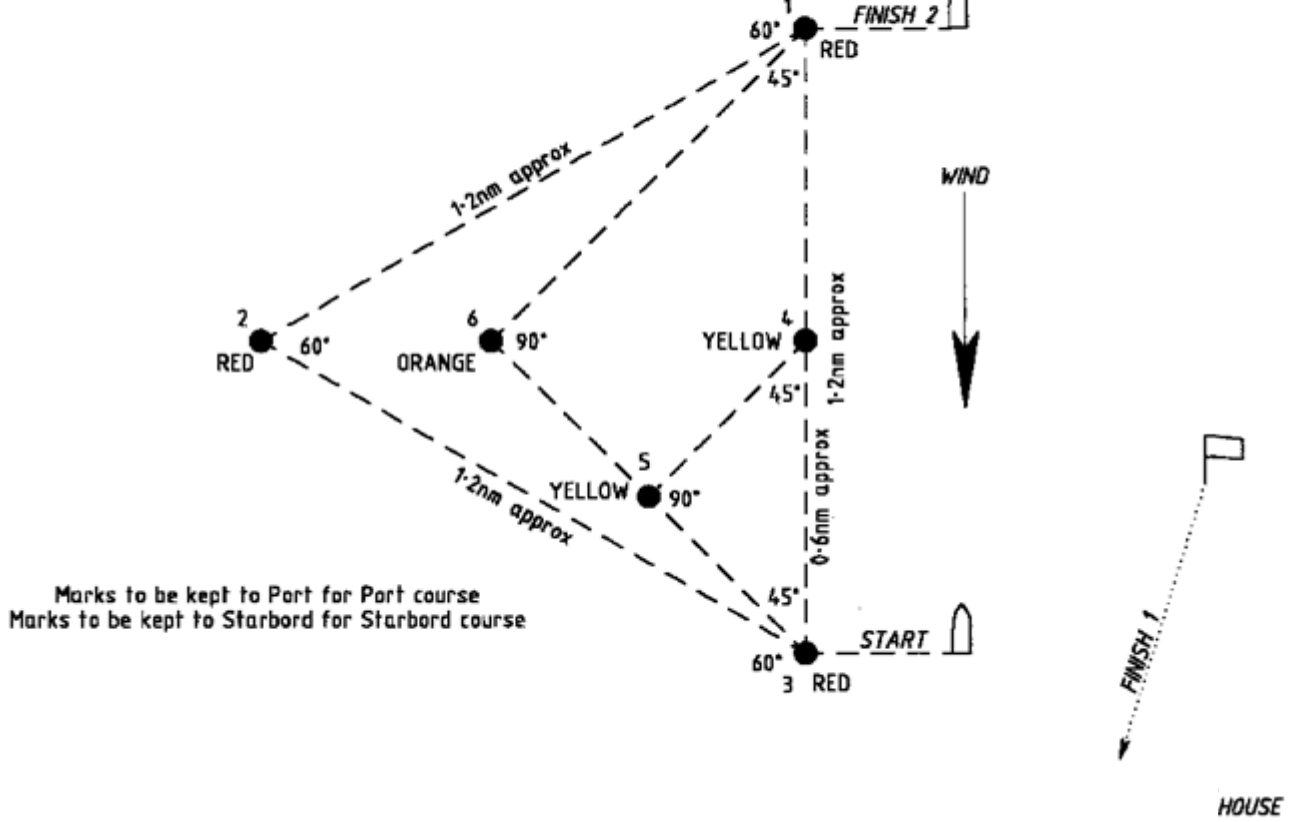 1
FINISH 2
60°
RED
45°
1·2nm approx
WIND
2
6
4
RED
60°
ORANGE
90°
YELLOW
1·2nm approx
45°
5
YELLOW
90°
0·6nm approx
1·2nm approx
Marks to be kept to Port for Port course
Marks to be kept to Starbord for Starbord course
45°
START
60°
3 RED
FINISH 1
HOUSE